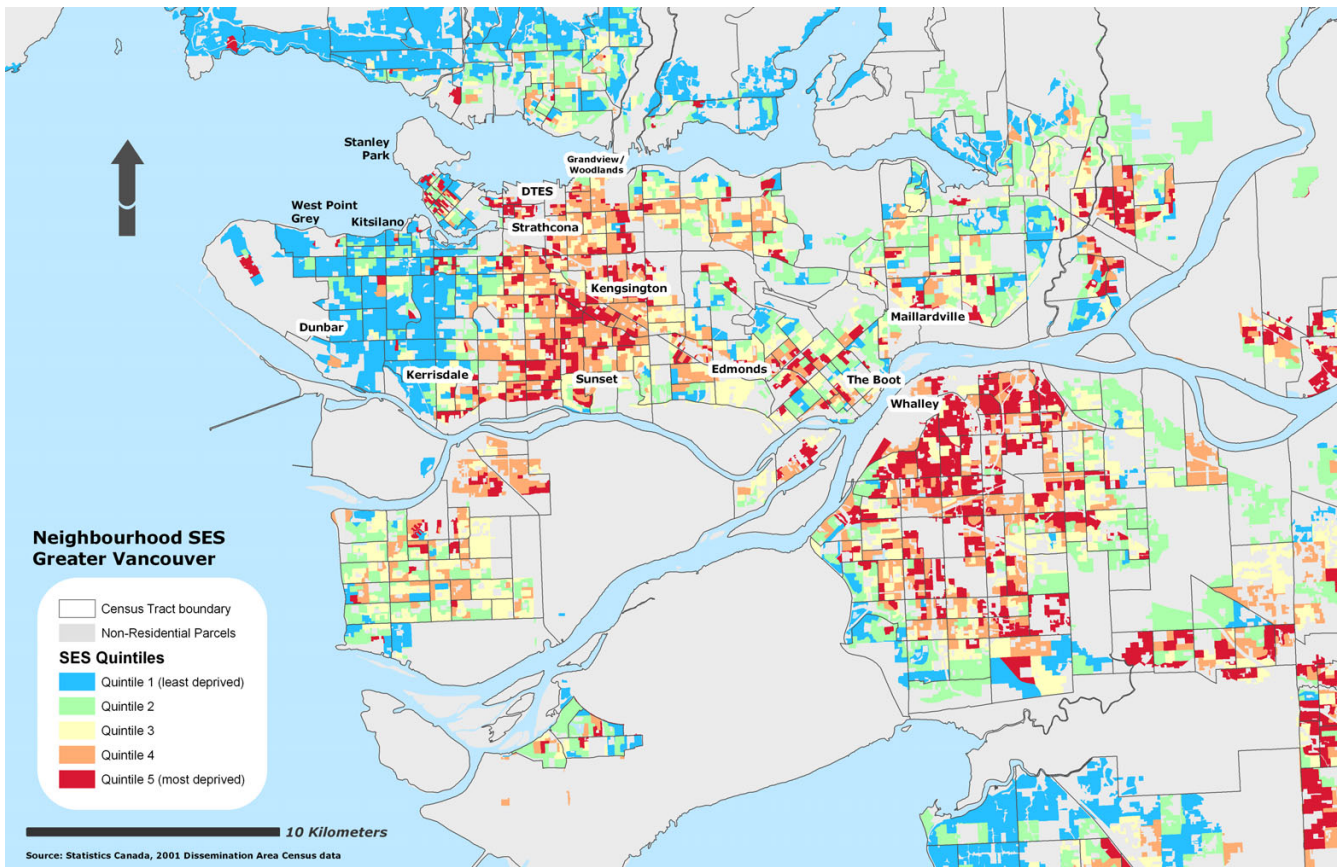 Stanley
Park
Grandview/
Woodlands
DTES
West Point
Grey
Kitsilano
Strathcona
Kengsington
Dunbar
Maillardville
Kerrisdale
Sunset
Edmonds
The Boot
Whalley
Neighbourhood SES
Greater Vancouver
Census Tract boundary
Non-Residential Parcels
SES Quintiles
Quintile 1 (least deprived)
Quintile 2
Quintile 3
Quintile 4
Quintile 5 (most deprived)
10 Kilometers
Source: Statistics Canada, 2001 Dissemination Area Census data